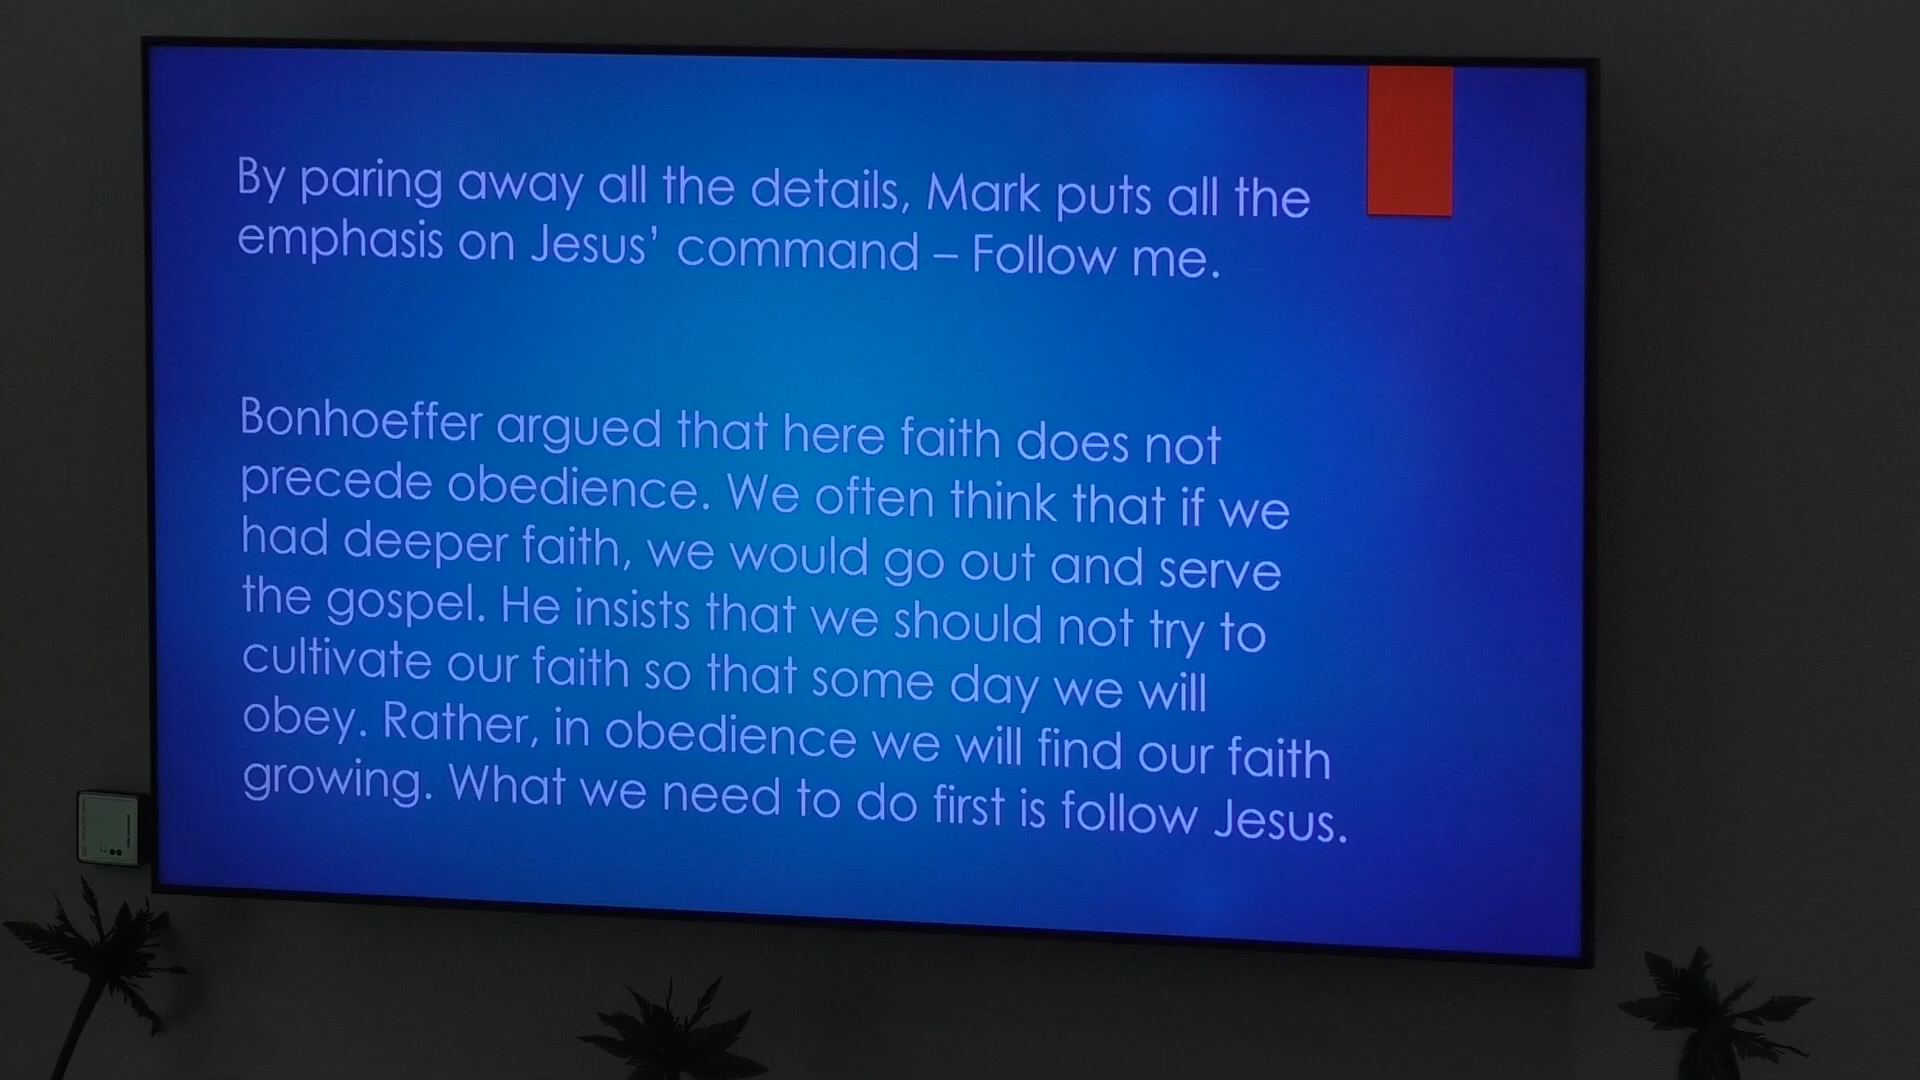 By paring away all the details, Mark puts all the
emphasis on Jesus’ command – Follow me.
Bonhoeffer argued that here faith does not
precede obedience. We often think that if we
had deeper faith, we would go out and serve
the gospel. He insists that we should not try to
cultivate our faith so that some day we will
obey. Rather, in obedience we will find our faith
growing. What we need to do first is follow Jesus.